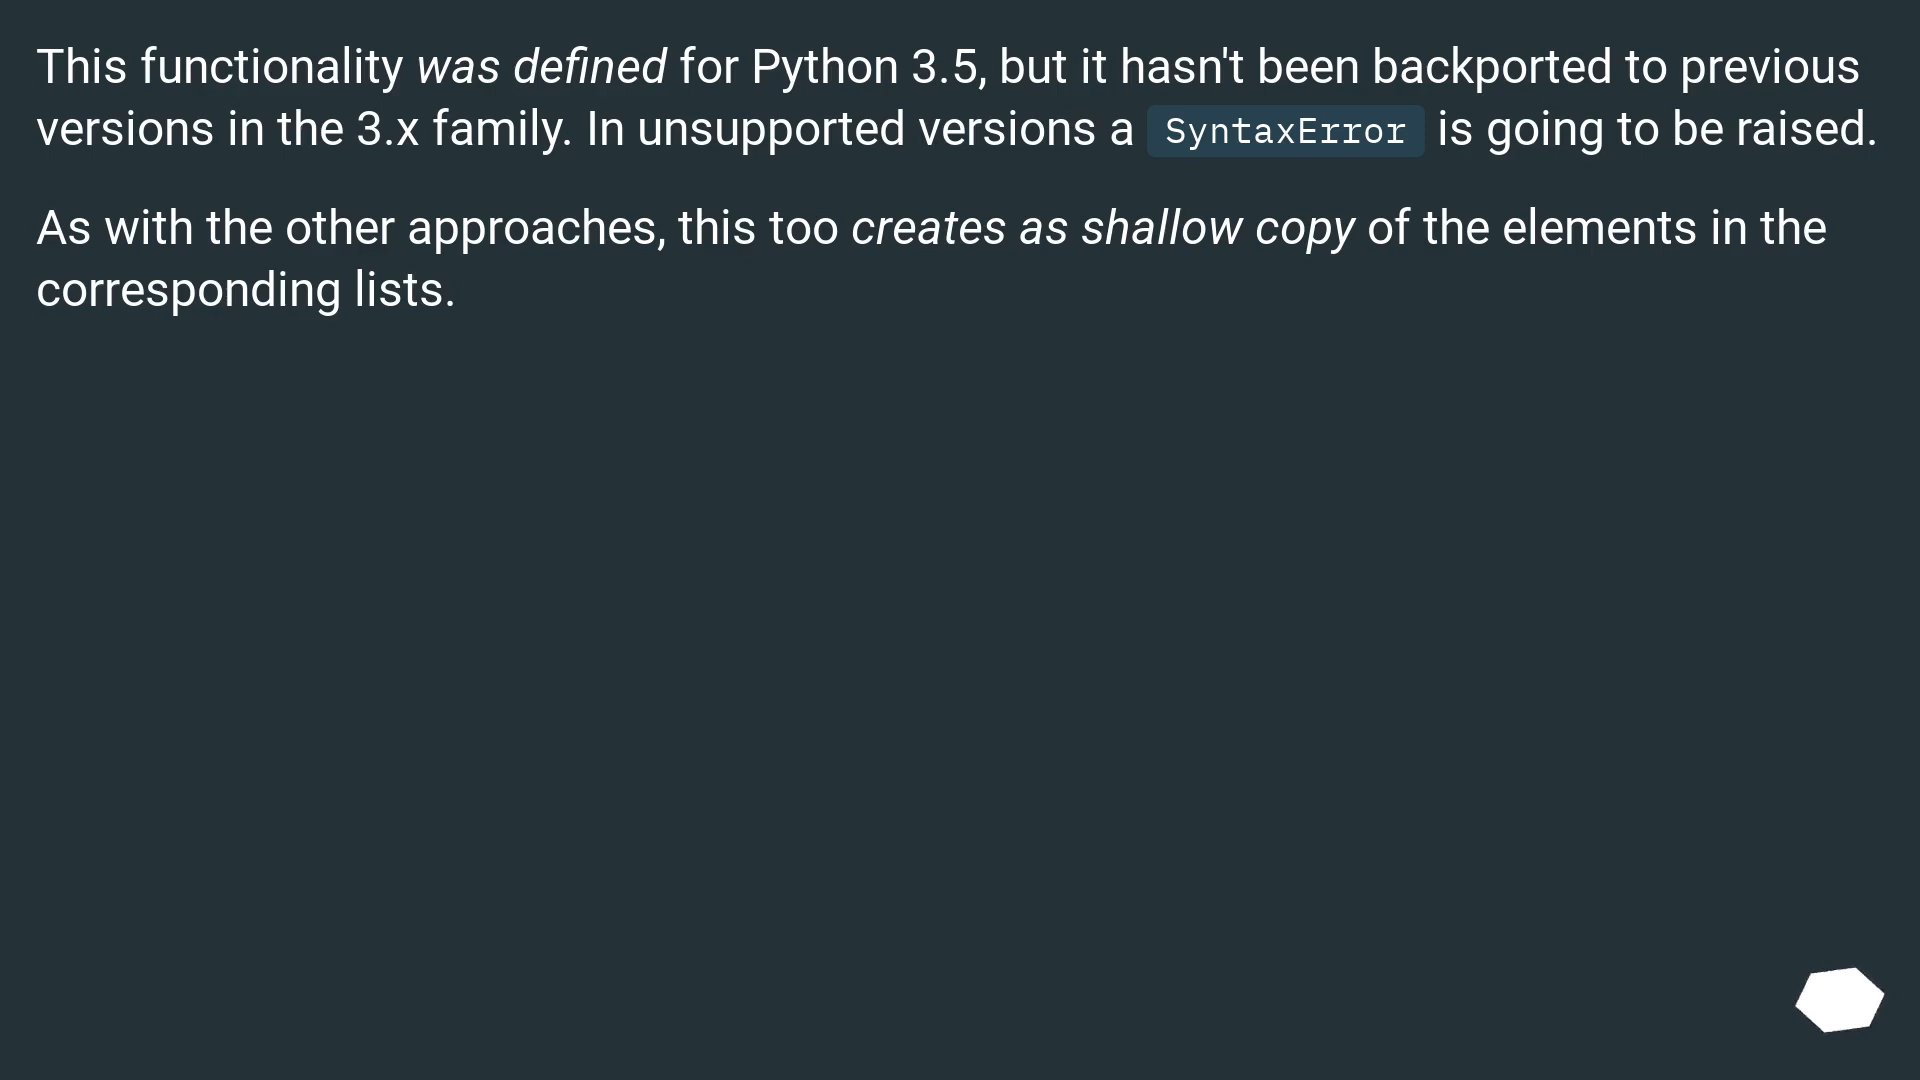 This functionality was defined for Python 3.5, but it hasn't been backported to previous
versions in the 3.x family. In unsupported versions a SyntaxError is going to be raised.
As with the other approaches, this too creates as shallow copy of the elements in the
corresponding lists.